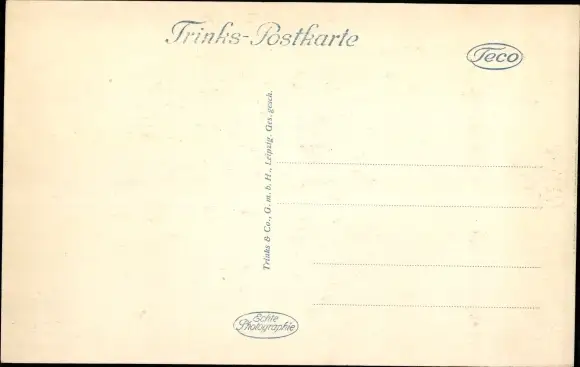 Trinks-Postkarte
Teco
Trinks & Co., G. m. b. H., Leipzig. Ges. gesch.
Echte
Photographie